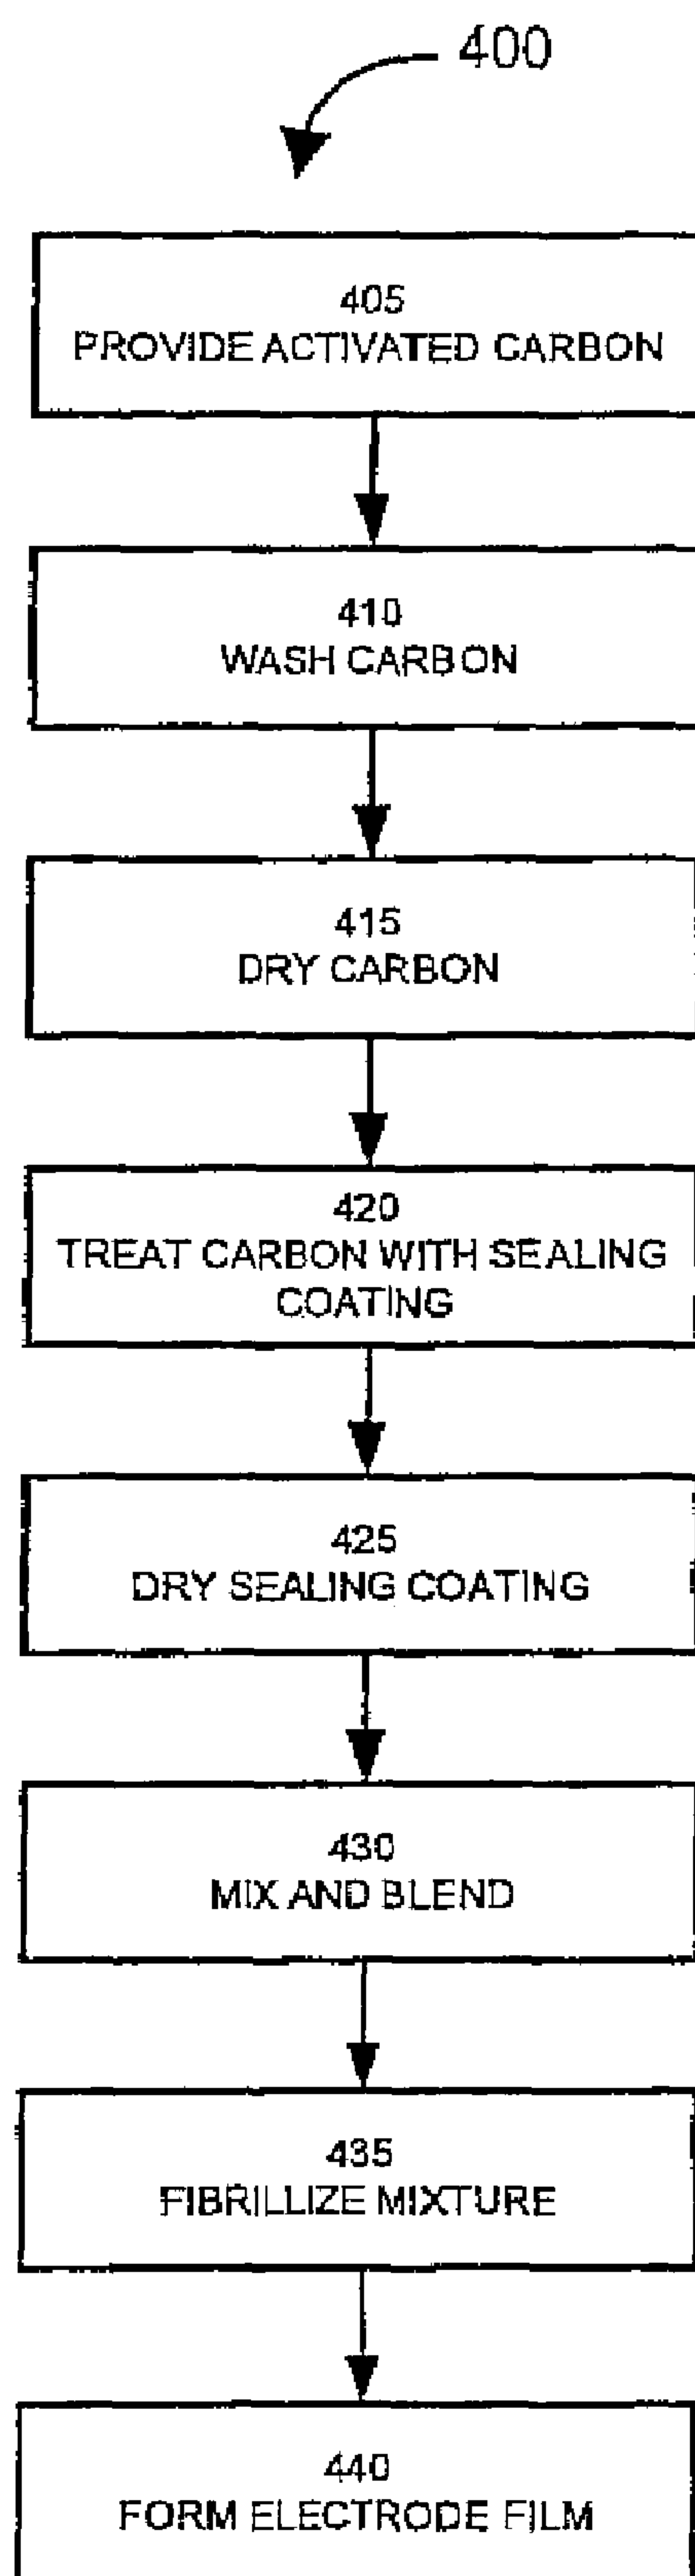 400
405
PROVIDE ACTIVATED CARBON
410
WASH CARBON
415
DRY CARBON
420
TREAT CARBON WITH SEALING
COATING
425
DRY SEALING COATING
430
MIX AND BLEND
435
FIBRILLIZE MIXTURE
440
FORM ELECTRODE FILM